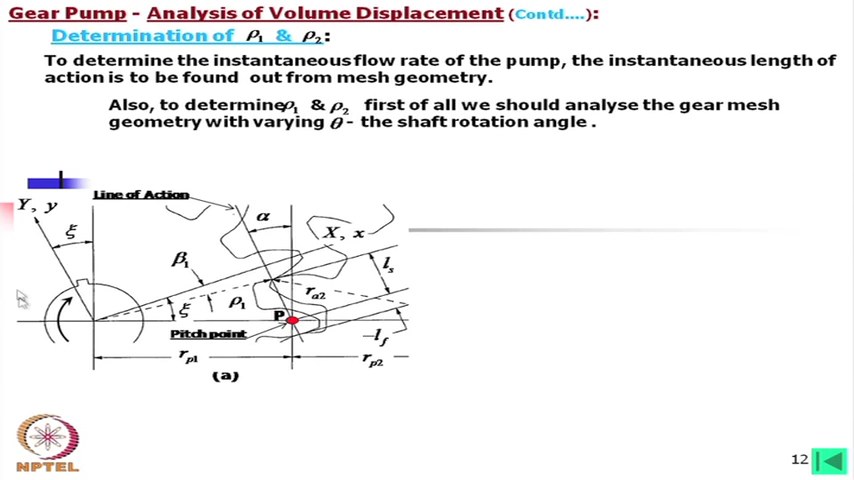 Gear Pump - Analysis of Volume Displacement (Contd....):
Determination of ρ1 & ρ2:
To determine the instantaneous flow rate of the pump, the instantaneous length of
action is to be found out from mesh geometry.
Also, to determine ρ1 & ρ2 first of all we should analyse the gear mesh
geometry with varying θ - the shaft rotation angle .
Line of Action
Y, y
ξ
α
X, x
β1
ls
ra2
ρ1
ξ
P
Pitch point
-lf
rp1
rp2
(a)
NPTEL
12